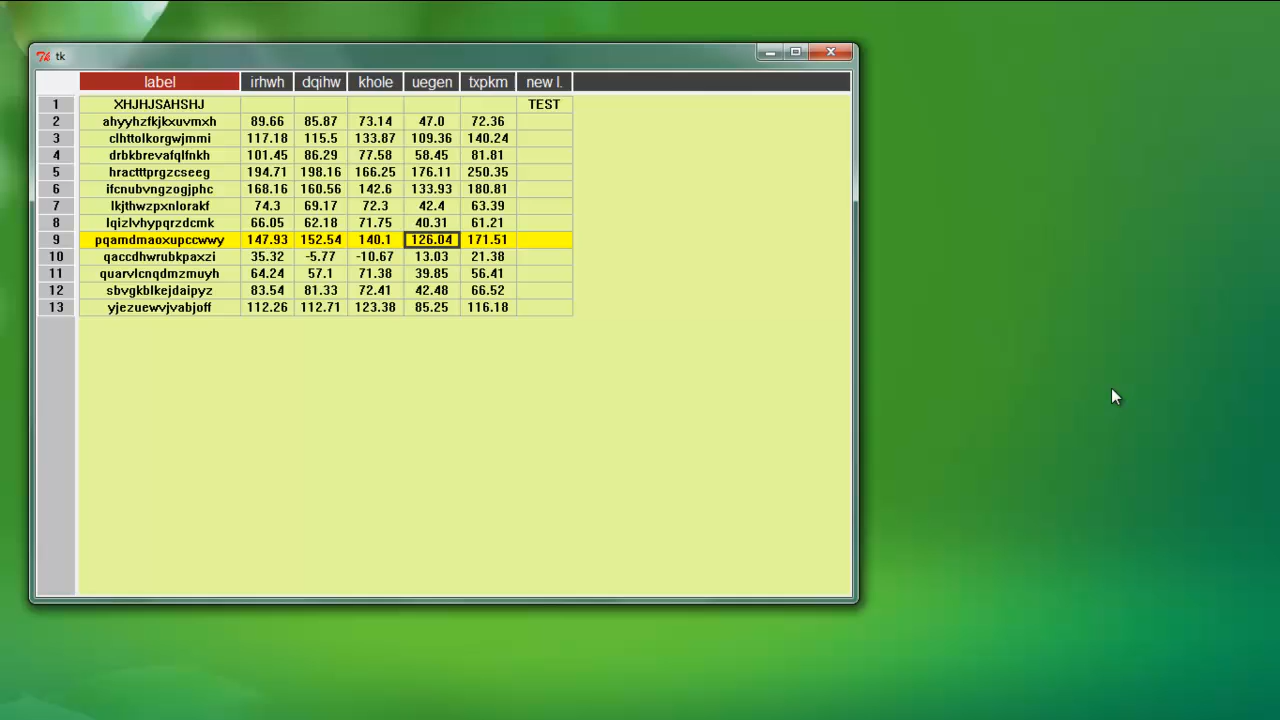 Tk tk
label irhwh dqihw khole uegen txpkm new l.
1 XHJHJSAHSHJ TEST
2 ahyyhzfkjkxuvmxh 89.66 85.87 73.14 47.0 72.36
3 clhttolkorgwjmmi 117.18 115.5 133.87 109.36 140.24
4 drbkbrevafqlfnkh 101.45 86.29 77.58 58.45 81.81
5 hractttprgzcseeg 194.71 198.16 166.25 176.11 250.35
6 ifcnubvngzogjphc 168.16 160.56 142.6 133.93 180.81
7 lkjthwzpxnlorakf 74.3 69.17 72.3 42.4 63.39
8 lqizlvhypqrzdcmk 66.05 62.18 71.75 40.31 61.21
9 pqamdmaoxupccwwy 147.93 152.54 140.1 126.04 171.51
10 qaccdhwrubkpaxzi 35.32 -5.77 -10.67 13.03 21.38
11 quarvlcnqdmzmuyh 64.24 57.1 71.38 39.85 56.41
12 sbvgkblkejdaipyz 83.54 81.33 72.41 42.48 66.52
13 yjezuewvjvabjoff 112.26 112.71 123.38 85.25 116.18